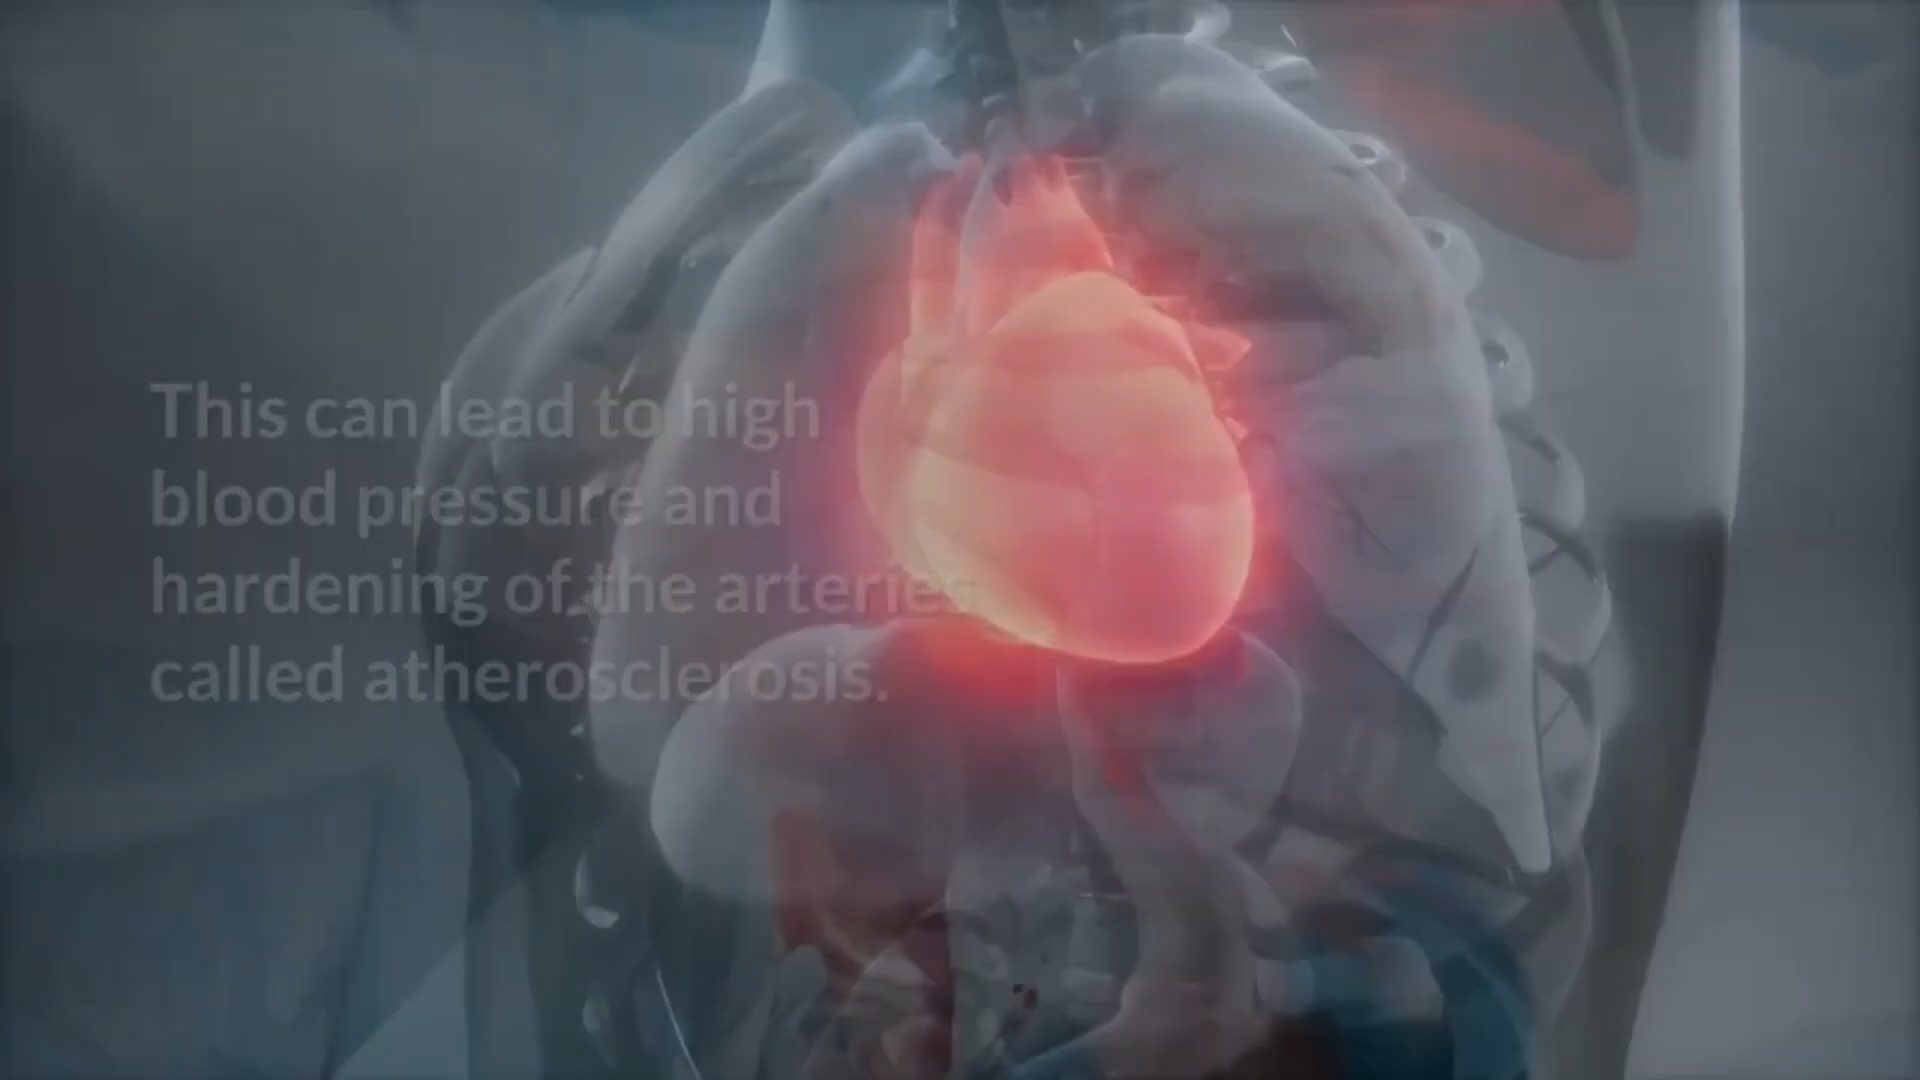 This can lead to high
blood pressure and
hardening of the arteries
called atherosclerosis.